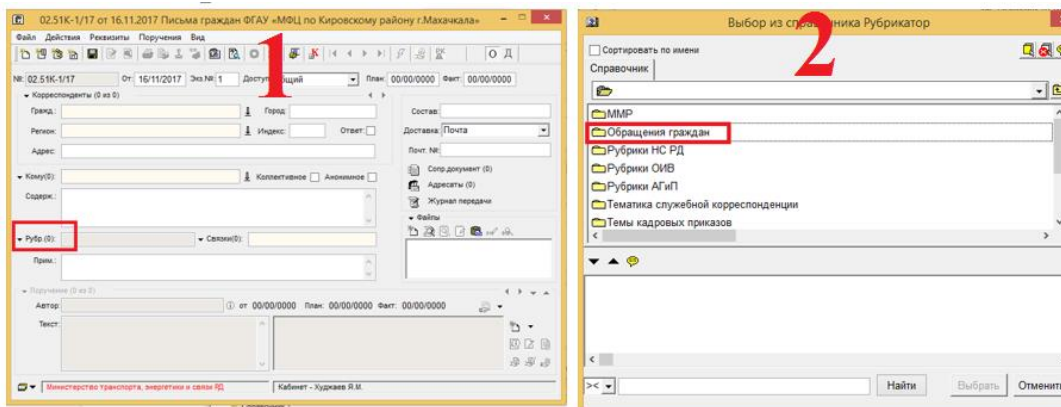 02.51К-1/17 от 16.11.2017 Письма граждан ФГАУ «МФЦ по Кировскому району г.Махачкала»
Файл Действия Реквизиты Поручения Вид
О Д
1
№: 02.51К-1/17 От: 16/11/2017 Экз.№ 1 Доступ: Общий План: 00/00/0000 Факт: 00/00/0000
Корреспонденты (0 из 0)
Гражд.: Город: Состав:
Регион: Индекс: Ответ: Доставка: Почта
Адрес: Почт. №:
Кому(0): Коллективное Анонимное
Сопр.документ (0)
Адресаты (0)
Журнал передачи
Содерж.:
Файлы
Рубр.(0): Связки(0):
Прим.:
Поручение (0 из 0)
Автор: от 00/00/0000 План: 00/00/0000 Факт: 00/00/0000
Текст:
Министерство транспорта, энергетики и связи РД Кабинет - Худжаев Я.И.
Выбор из справочника Рубрикатор
2
Сортировать по имени
Справочник
ММР
Обращения граждан
Рубрики НС РД
Рубрики ОИВ
Рубрики АГиП
Тематика служебной корреспонденции
Темы кадровых приказов
>< Найти Выбрать Отменить